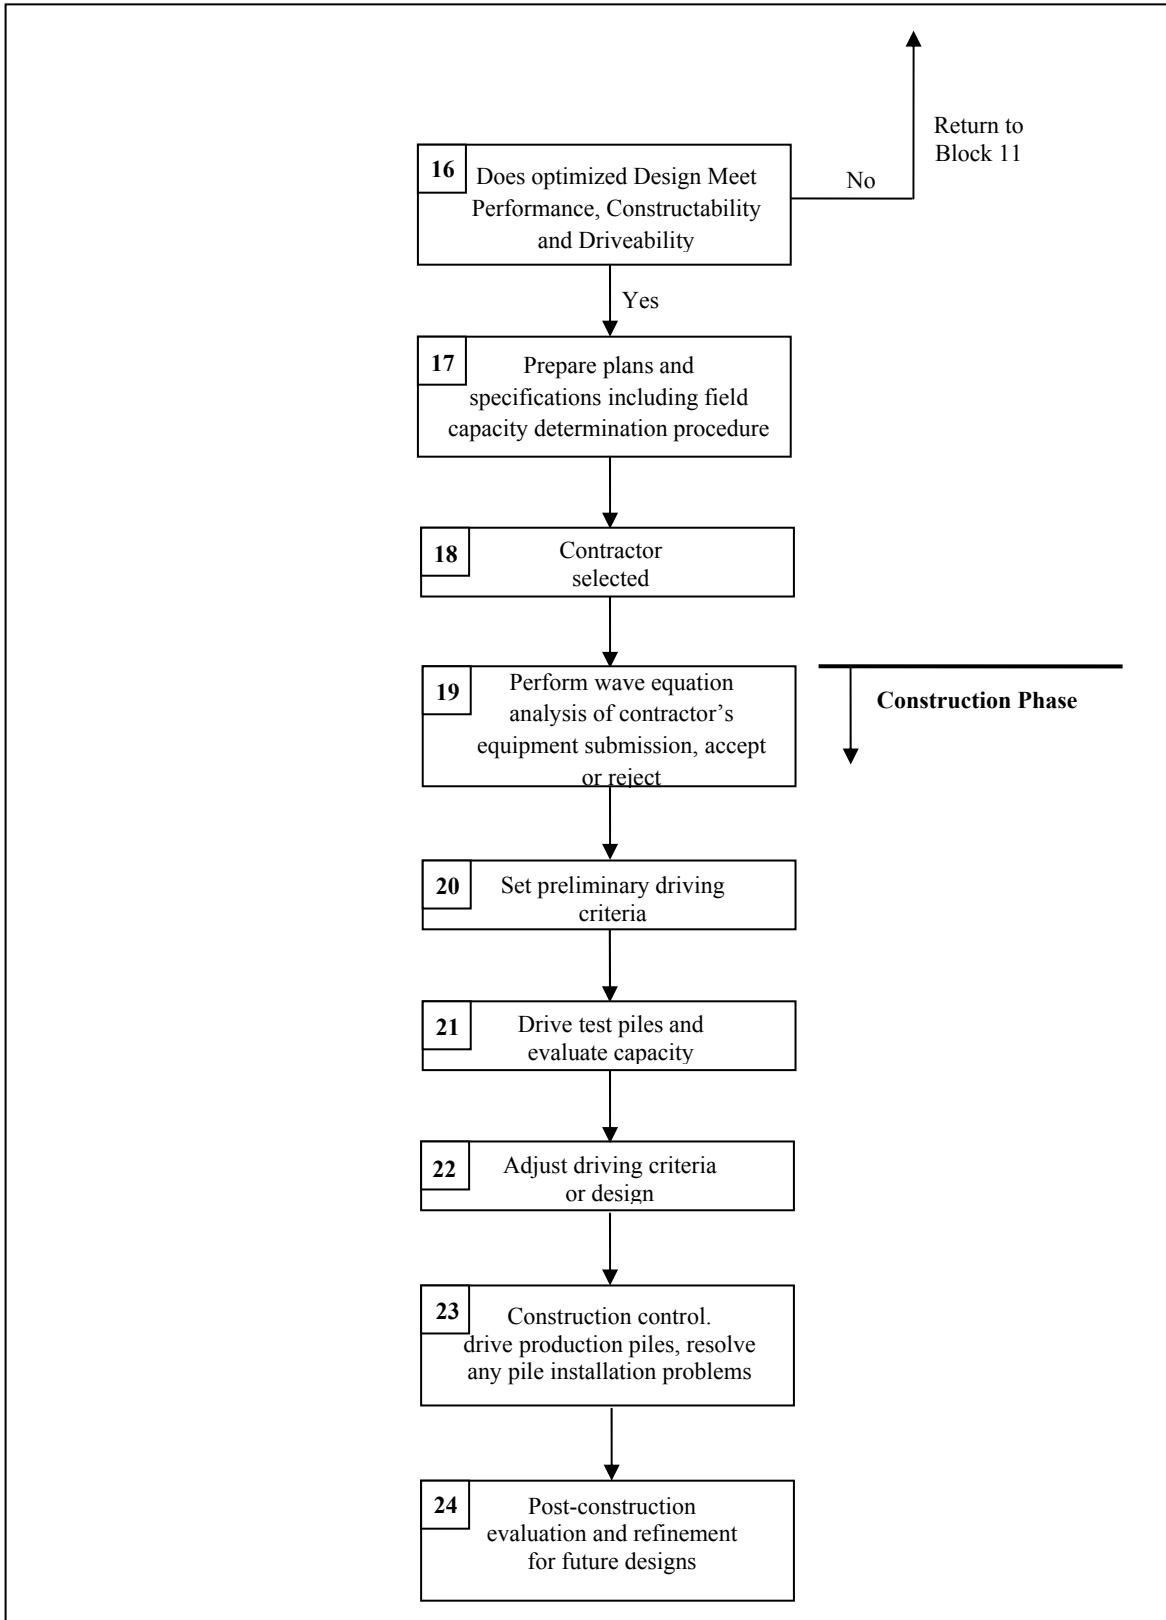 Return to
Block 11
16
Does optimized Design Meet
Performance, Constructability
and Driveability
No
Yes
17
Prepare plans and
specifications including field
capacity determination procedure
18
Contractor
selected
19
Perform wave equation
analysis of contractor’s
equipment submission, accept
or reject
Construction Phase
20
Set preliminary driving
criteria
21
Drive test piles and
evaluate capacity
22
Adjust driving criteria
or design
23
Construction control.
drive production piles, resolve
any pile installation problems
24
Post-construction
evaluation and refinement
for future designs